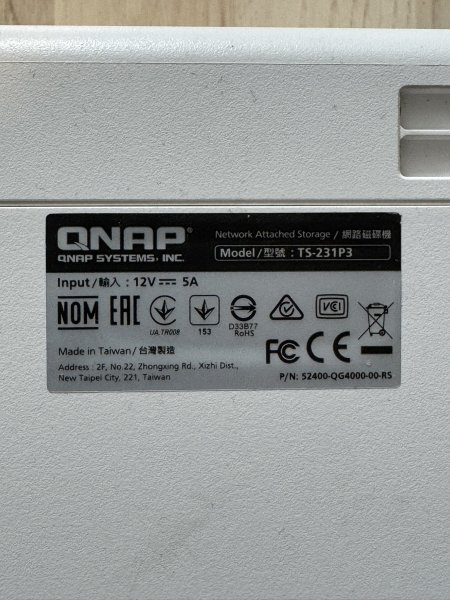 QNAP
QNAP SYSTEMS, INC.
Network Attached Storage / 網路磁碟機
Model/型號 : TS-231P3
Input/輸入 : 12V ⎓ 5A
NOM EAC
UA.TR008
153
D33B77
RoHS
VCI
FC CE
Made in Taiwan / 台灣製造
Address : 2F, No.22, Zhongxing Rd., Xizhi Dist.,
New Taipei City, 221, Taiwan
P/N: 52400-QG4000-00-RS